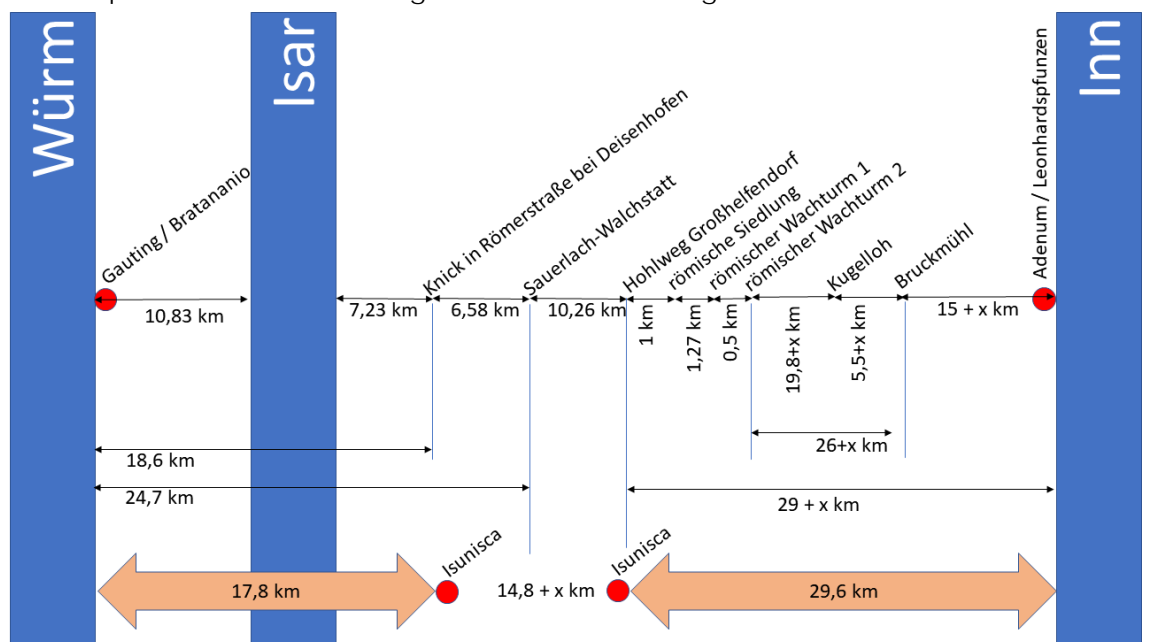 Würm
Isar
Inn
Gauting / Bratananio
Knick in Römerstraße bei Deisenhofen
Sauerlach-Walchstatt
Hohlweg Großhelfendorf
römische Siedlung
römischer Wachturm 1
römischer Wachturm 2
Kugelloh
Bruckmühl
Adenum / Leonhardspfunzen
10,83 km
7,23 km
6,58 km
10,26 km
1 km
1,27 km
0,5 km
19,8+x km
5,5+x km
15 + x km
26+x km
18,6 km
24,7 km
29 + x km
Isunisca
Isunisca
17,8 km
14,8 + x km
29,6 km